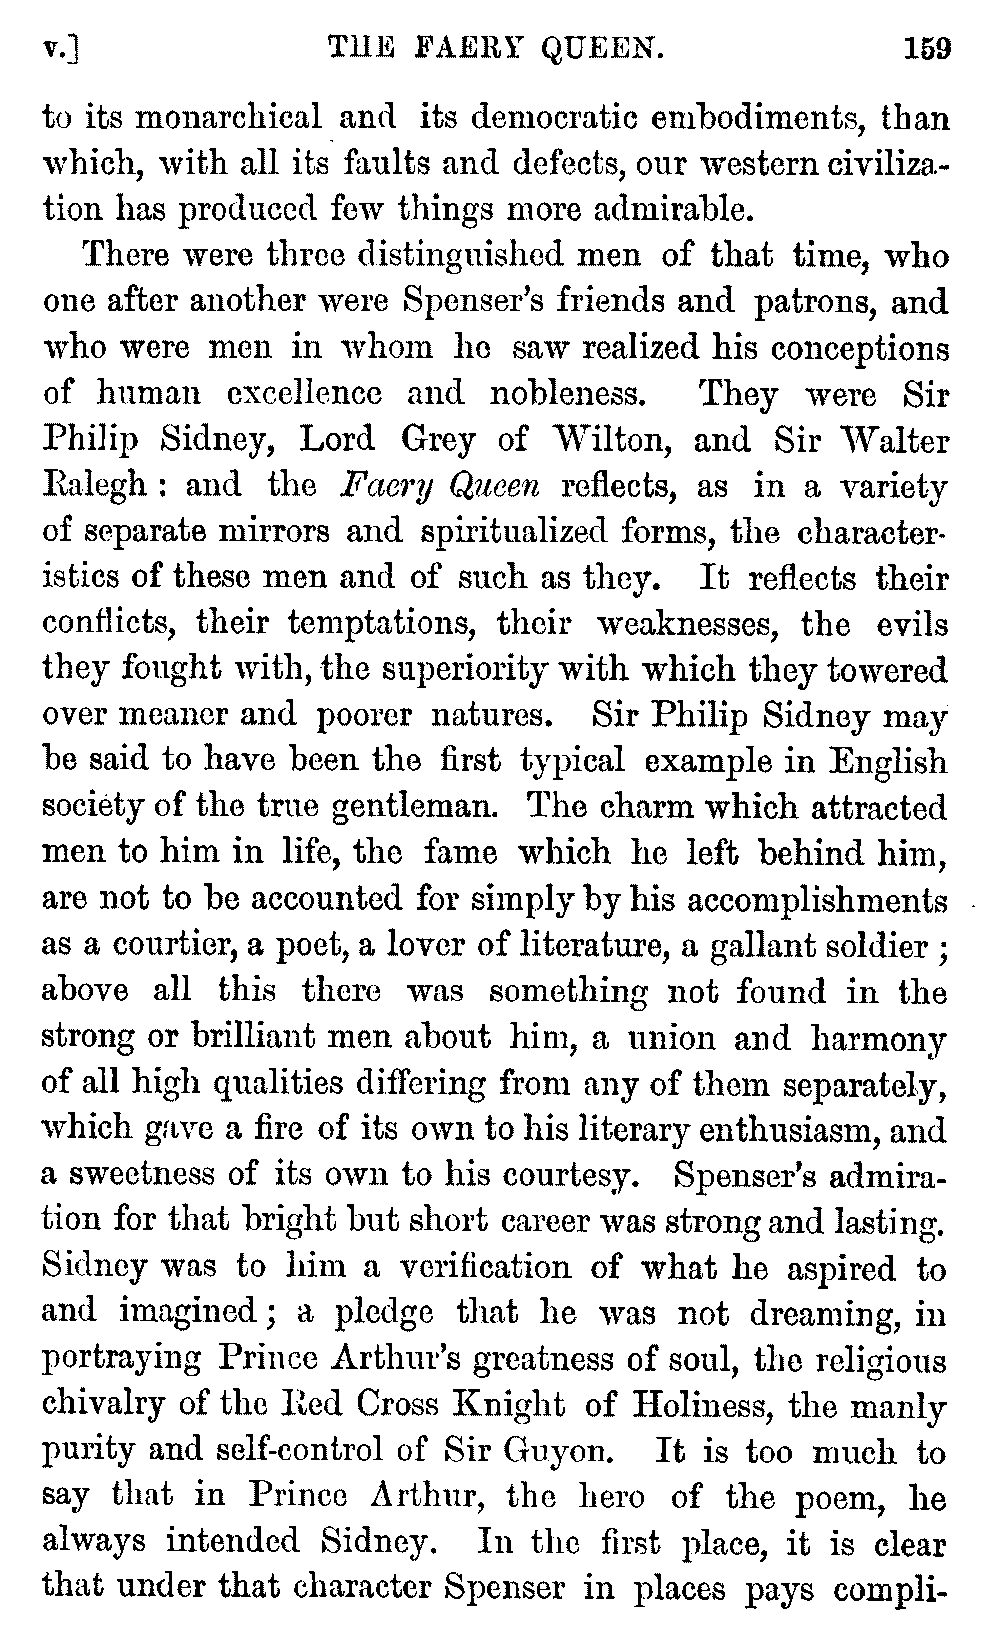 v.] THE FAERY QUEEN. 159
to its monarchical and its democratic embodiments, than
which, with all its faults and defects, our western civiliza-
tion has produced few things more admirable.
There were three distinguished men of that time, who
one after another were Spenser's friends and patrons, and
who were men in whom he saw realized his conceptions
of human excellence and nobleness. They were Sir
Philip Sidney, Lord Grey of Wilton, and Sir Walter
Ralegh : and the Faery Queen reflects, as in a variety
of separate mirrors and spiritualized forms, the character-
istics of these men and of such as they. It reflects their
conflicts, their temptations, their weaknesses, the evils
they fought with, the superiority with which they towered
over meaner and poorer natures. Sir Philip Sidney may
be said to have been the first typical example in English
society of the true gentleman. The charm which attracted
men to him in life, the fame which he left behind him,
are not to be accounted for simply by his accomplishments
as a courtier, a poet, a lover of literature, a gallant soldier ;
above all this there was something not found in the
strong or brilliant men about him, a union and harmony
of all high qualities differing from any of them separately,
which gave a fire of its own to his literary enthusiasm, and
a sweetness of its own to his courtesy. Spenser's admira-
tion for that bright but short career was strong and lasting.
Sidney was to him a verification of what he aspired to
and imagined ; a pledge that he was not dreaming, in
portraying Prince Arthur's greatness of soul, the religious
chivalry of the Red Cross Knight of Holiness, the manly
purity and self-control of Sir Guyon. It is too much to
say that in Prince Arthur, the hero of the poem, he
always intended Sidney. In the first place, it is clear
that under that character Spenser in places pays compli-